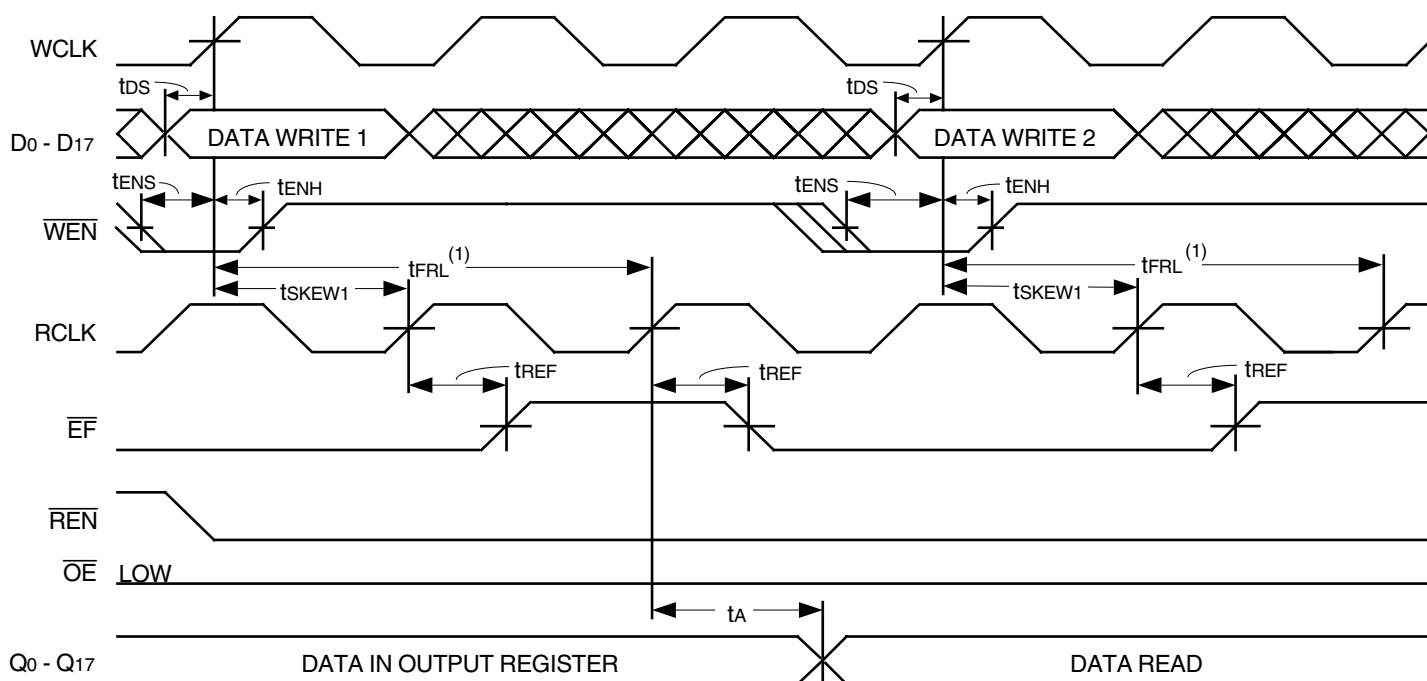 WCLK
tDS tDS
D0 - D17 DATA WRITE 1 DATA WRITE 2
tENS tENH tENS tENH
WEN
tFRL(1) tFRL(1)
tSKEW1 tSKEW1
RCLK
tREF tREF tREF
EF
REN
OE LOW
tA
Q0 - Q17 DATA IN OUTPUT REGISTER DATA READ